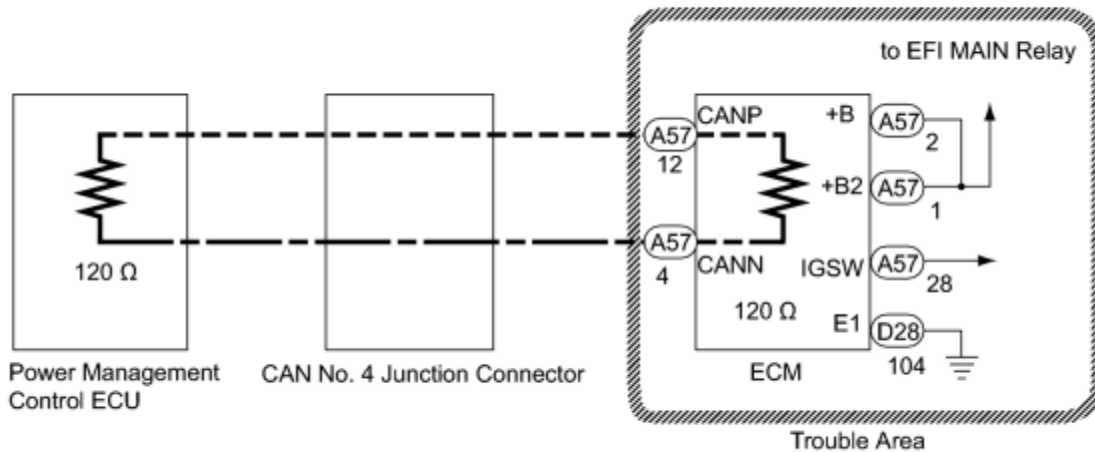 to EFI MAIN Relay
CANP
+B
A57
A57
12
2
+B2
A57
1
A57
4
CANN
IGSW
A57
28
120 Ω
120 Ω
E1
D28
104
Power Management
Control ECU
CAN No. 4 Junction Connector
ECM
Trouble Area